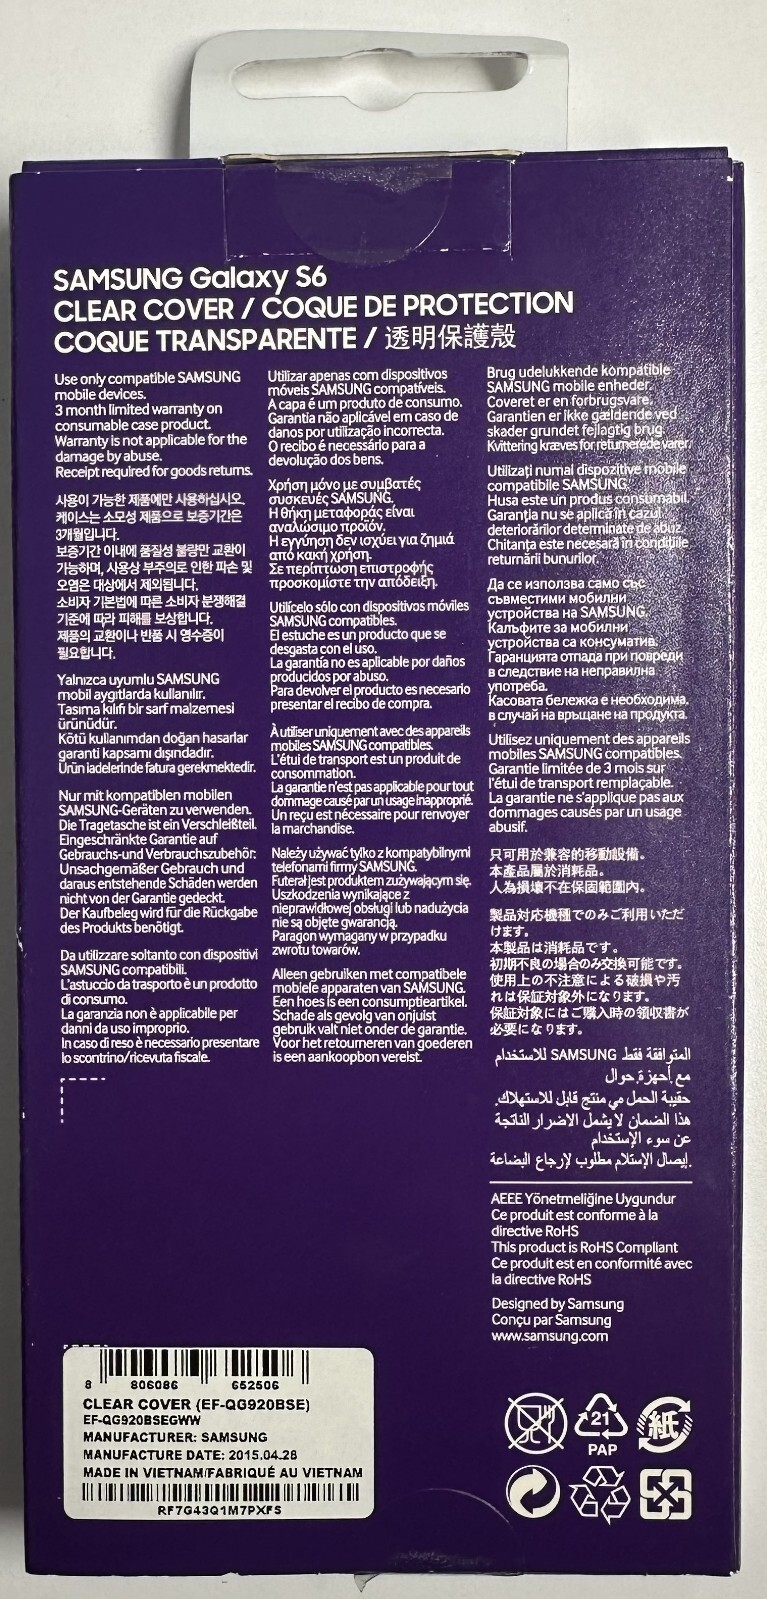 SAMSUNG Galaxy S6
CLEAR COVER / COQUE DE PROTECTION
COQUE TRANSPARENTE / 透明保護殼
Use only compatible SAMSUNG
mobile devices.
3 month limited warranty on
consumable case product.
Warranty is not applicable for the
damage by abuse.
Receipt required for goods returns.
사용이 가능한 제품에만 사용하십시오.
케이스는 소모성 제품으로 보증기간은
3개월입니다.
보증기간 이내에 품질성 불량만 교환이
가능하며, 사용상 부주의로 인한 파손 및
오염은 대상에서 제외됩니다.
소비자 기본법에 따른 소비자 분쟁해결
기준에 따라 피해를 보상합니다.
제품의 교환이나 반품 시 영수증이
필요합니다.
Yalnızca uyumlu SAMSUNG
mobil aygıtlarda kullanılır.
Tasıma kılıfı bir sarf malzemesi
ürünüdür.
Kötü kullanımdan doğan hasarlar
garanti kapsamı dışındadır.
Ürün iadelerinde fatura gerekmektedir.
Nur mit kompatiblen mobilen
SAMSUNG-Geräten zu verwenden.
Die Tragetasche ist ein Verschleißteil.
Eingeschränkte Garantie auf
Gebrauchs-und Verbrauchszubehör:
Unsachgemäßer Gebrauch und
daraus entstehende Schäden werden
nicht von der Garantie gedeckt.
Der Kaufbeleg wird für die Rückgabe
des Produkts benötigt.
Da utilizzare soltanto con dispositivi
SAMSUNG compatibili.
L'astuccio da trasporto è un prodotto
di consumo.
La garanzia non è applicabile per
danni da uso improprio.
In caso di reso è necessario presentare
lo scontrino/ricevuta fiscale.
Utilizar apenas com dispositivos
móveis SAMSUNG compatíveis.
A capa é um produto de consumo.
Garantia não aplicável em caso de
danos por utilização incorrecta.
O recibo é necessário para a
devolução dos bens.
Χρήση μόνο με συμβατές
συσκευές SAMSUNG.
Η θήκη μεταφοράς είναι
αναλώσιμο προϊόν.
Η εγγύηση δεν ισχύει για ζημιά
από κακή χρήση.
Σε περίπτωση επιστροφής
προσκομίστε την απόδειξη.
Utilícelo sólo con dispositivos móviles
SAMSUNG compatibles.
El estuche es un producto que se
desgasta con el uso.
La garantía no es aplicable por daños
producidos por abuso.
Para devolver el producto es necesario
presentar el recibo de compra.
À utiliser uniquement avec des appareils
mobiles SAMSUNG compatibles.
L'étui de transport est un produit de
consommation.
La garantie n'est pas applicable pour tout
dommage causé par un usage inapproprié.
Un reçu est nécessaire pour renvoyer
la marchandise.
Należy używać tylko z kompatybilnymi
telefonami firmy SAMSUNG.
Futerał jest produktem zużywającym się.
Uszkodzenia wynikające z
nieprawidłowej obsługi lub nadużycia
nie są objęte gwarancją.
Paragon wymagany w przypadku
zwrotu towarów.
Alleen gebruiken met compatibele
mobiele apparaten van SAMSUNG.
Een hoes is een consumptieartikel.
Schade als gevolg van onjuist
gebruik valt niet onder de garantie.
Voor het retourneren van goederen
is een aankoopbon vereist.
Brug udelukkende kompatible
SAMSUNG mobile enheder.
Coveret er en forbrugsvare.
Garantien er ikke gældende ved
skader grundet fejlagtig brug.
Kvittering kræves for returnerede varer.
Utilizați numai dispozitive mobile
compatibile SAMSUNG.
Husa este un produs consumabil.
Garanția nu se aplică în cazul
deteriorărilor determinate de abuz.
Chitanța este necesară în condițiile
returnării bunurilor.
Да се използва само със
съвместими мобилни
устройства на SAMSUNG.
Калъфите за мобилни
устройства са консуматив.
Гаранцията отпада при повреди
в следствие на неправилна
употреба.
Касовата бележка е необходима,
в случай на връщане на продукта.
Utilisez uniquement des appareils
mobiles SAMSUNG compatibles.
Garantie limitée de 3 mois sur
l'étui de transport remplaçable.
La garantie ne s'applique pas aux
dommages causés par un usage
abusif.
只可用於兼容的移動設備。
本產品屬於消耗品。
人為損壞不在保固範圍內。
製品対応機種でのみご利用いただ
けます。
本製品は消耗品です。
初期不良の場合のみ交換可能です。
使用上の不注意による破損や汚
れは保証対象外になります。
保証対象にはご購入時の領収書が
必要になります。
المتوافقة فقط SAMSUNG للاستخدام
مع أجهزة جوال
حقيبة الحمل مي منتج قابل للاستهلاك.
هذا الضمان لا يشمل الاضرار الناتجة
عن سوء الإستخدام
إيصال الإستلام مطلوب لإرجاع البضاعة.
AEEE Yönetmeliğine Uygundur
Ce produit est conforme à la
directive RoHS
This product is RoHS Compliant
Ce produit est en conformité avec
la directive RoHS
Designed by Samsung
Conçu par Samsung
www.samsung.com
8 806086 652506
CLEAR COVER (EF-QG920BSE)
EF-QG920BSEGWW
MANUFACTURER: SAMSUNG
MANUFACTURE DATE: 2015.04.28
MADE IN VIETNAM/FABRIQUÉ AU VIETNAM
RF7G43Q1M7PXFS
21
PAP
紙